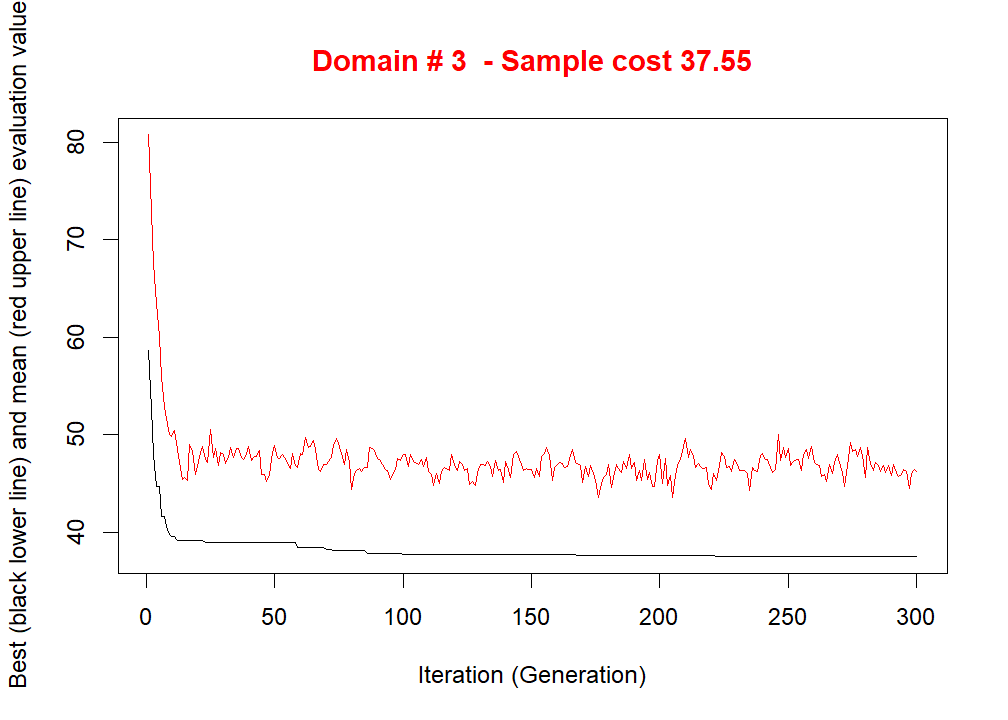 Domain # 3  - Sample cost 37.55
Best (black lower line) and mean (red upper line) evaluation value
80
70
60
50
40
0 50 100 150 200 250 300
Iteration (Generation)